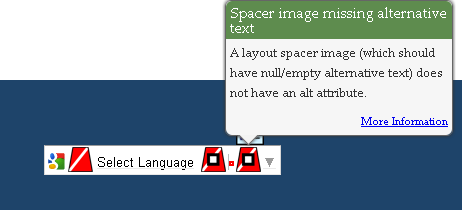 Spacer image missing alternative
text
A layout spacer image (which should
have null/empty alternative text) does
not have an alt attribute.
More Information
Select Language